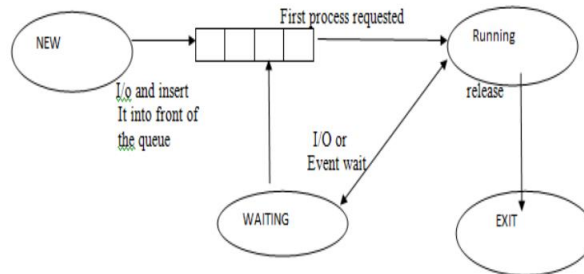 First process requested
NEW
Running
I/o and insert
It into front of
the queue
release
I/O or
Event wait
WAITING
EXIT